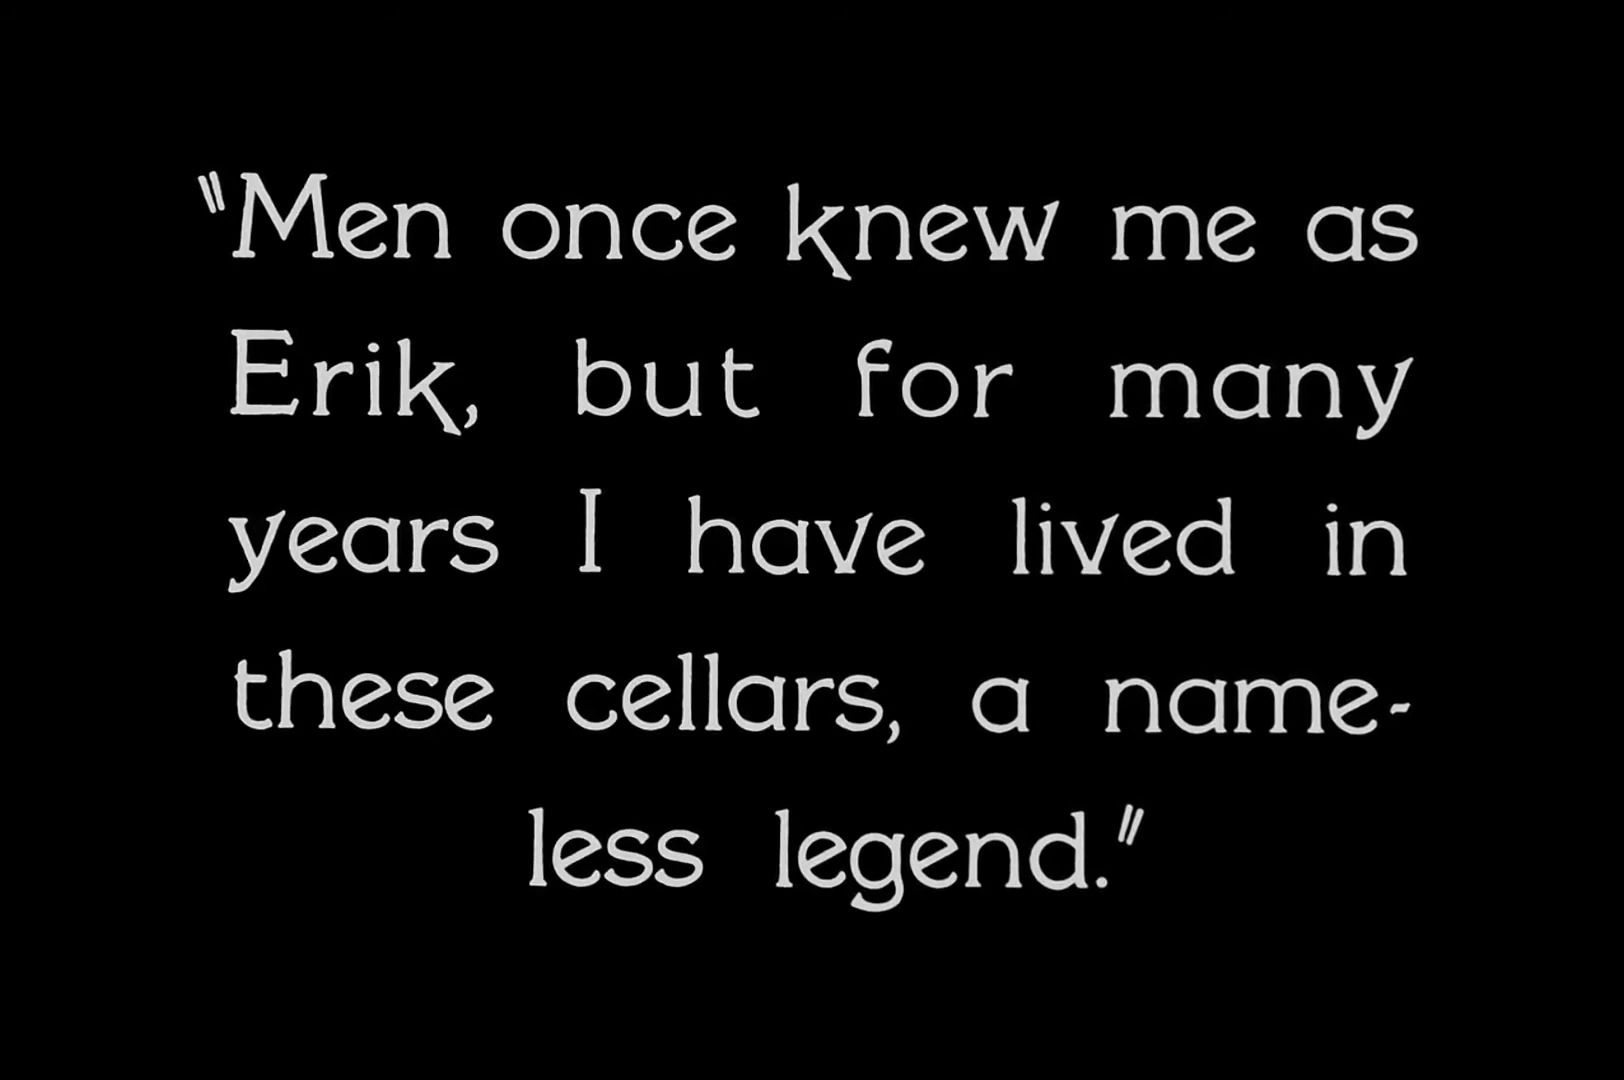 "Men once knew me as
Erik, but for many
years I have lived in
these cellars, a name-
less legend."